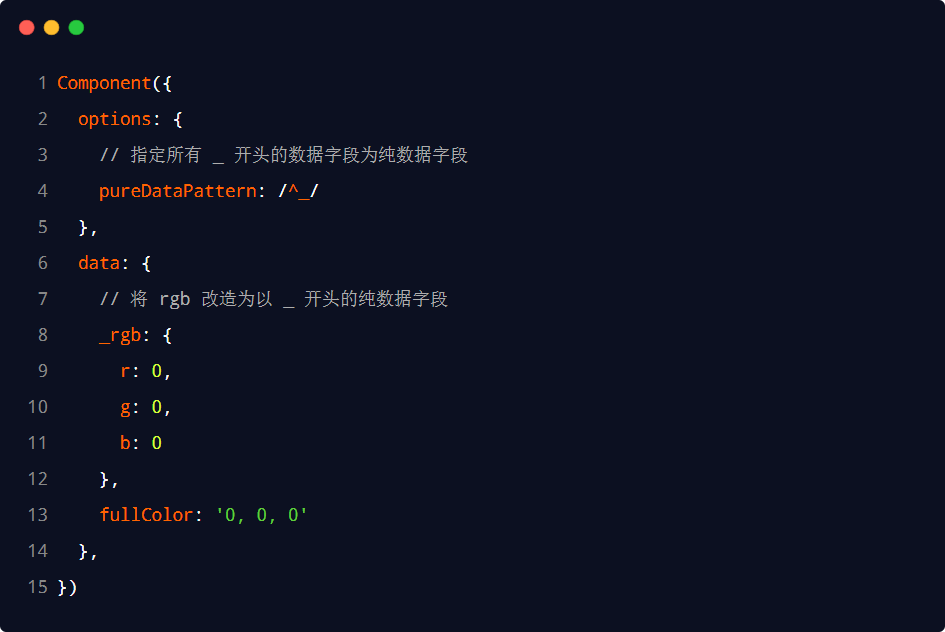 1 Component({
2   options: {
3     // 指定所有 _ 开头的数据字段为纯数据字段
4     pureDataPattern: /^_/
5   },
6   data: {
7     // 将 rgb 改造为以 _ 开头的纯数据字段
8     _rgb: {
9       r: 0,
10       g: 0,
11       b: 0
12     },
13     fullColor: '0, 0, 0'
14   },
15 })